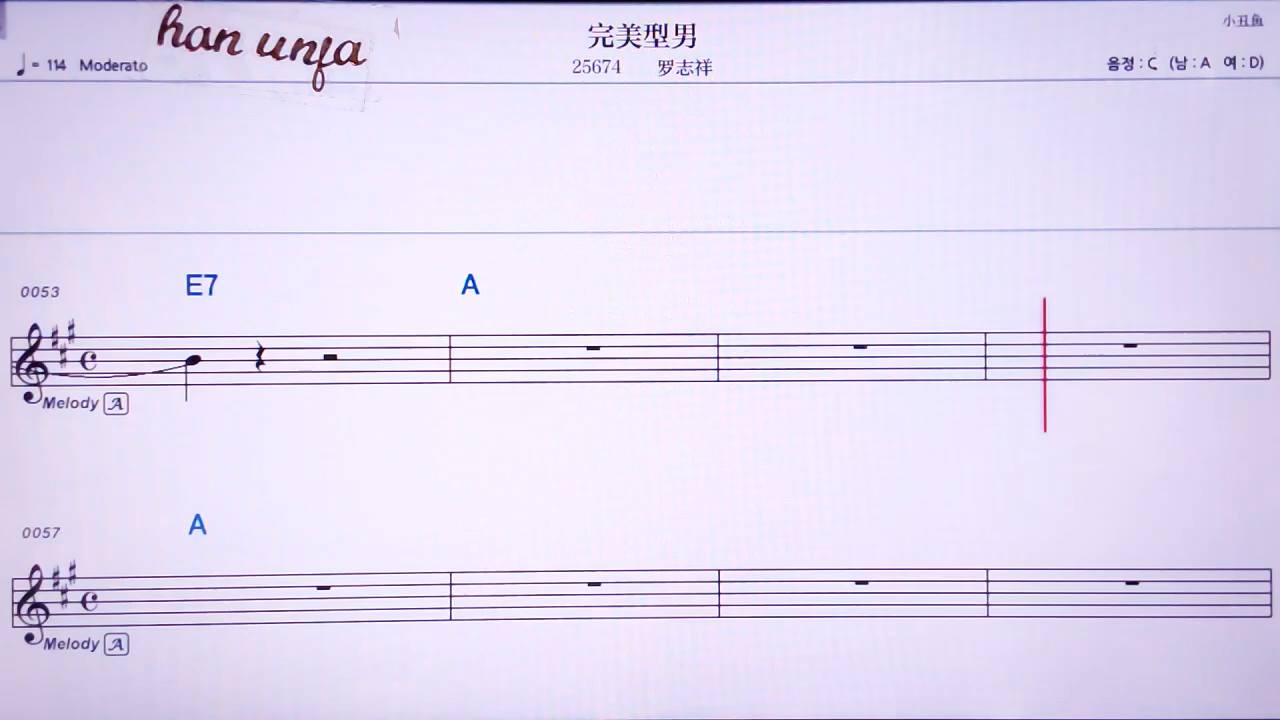 han unfa
完美型男
小丑鱼
♩= 114 Moderato
25674 罗志祥
음정 : C (남 : A 여 : D)
E7 A
0053
Melody A
A
0057
Melody A